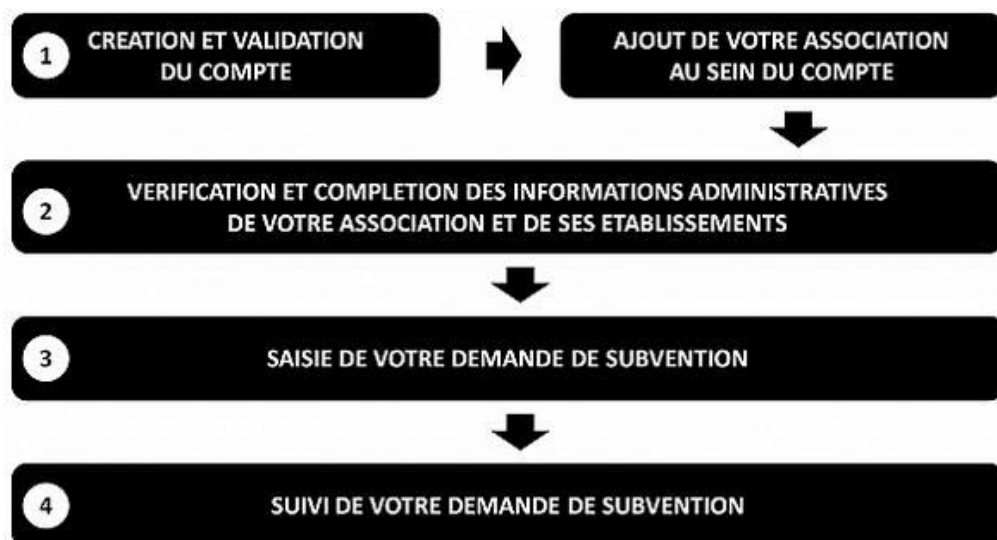 1
CREATION ET VALIDATION
DU COMPTE
AJOUT DE VOTRE ASSOCIATION
AU SEIN DU COMPTE
2
VERIFICATION ET COMPLETION DES INFORMATIONS ADMINISTRATIVES
DE VOTRE ASSOCIATION ET DE SES ETABLISSEMENTS
3
SAISIE DE VOTRE DEMANDE DE SUBVENTION
4
SUIVI DE VOTRE DEMANDE DE SUBVENTION